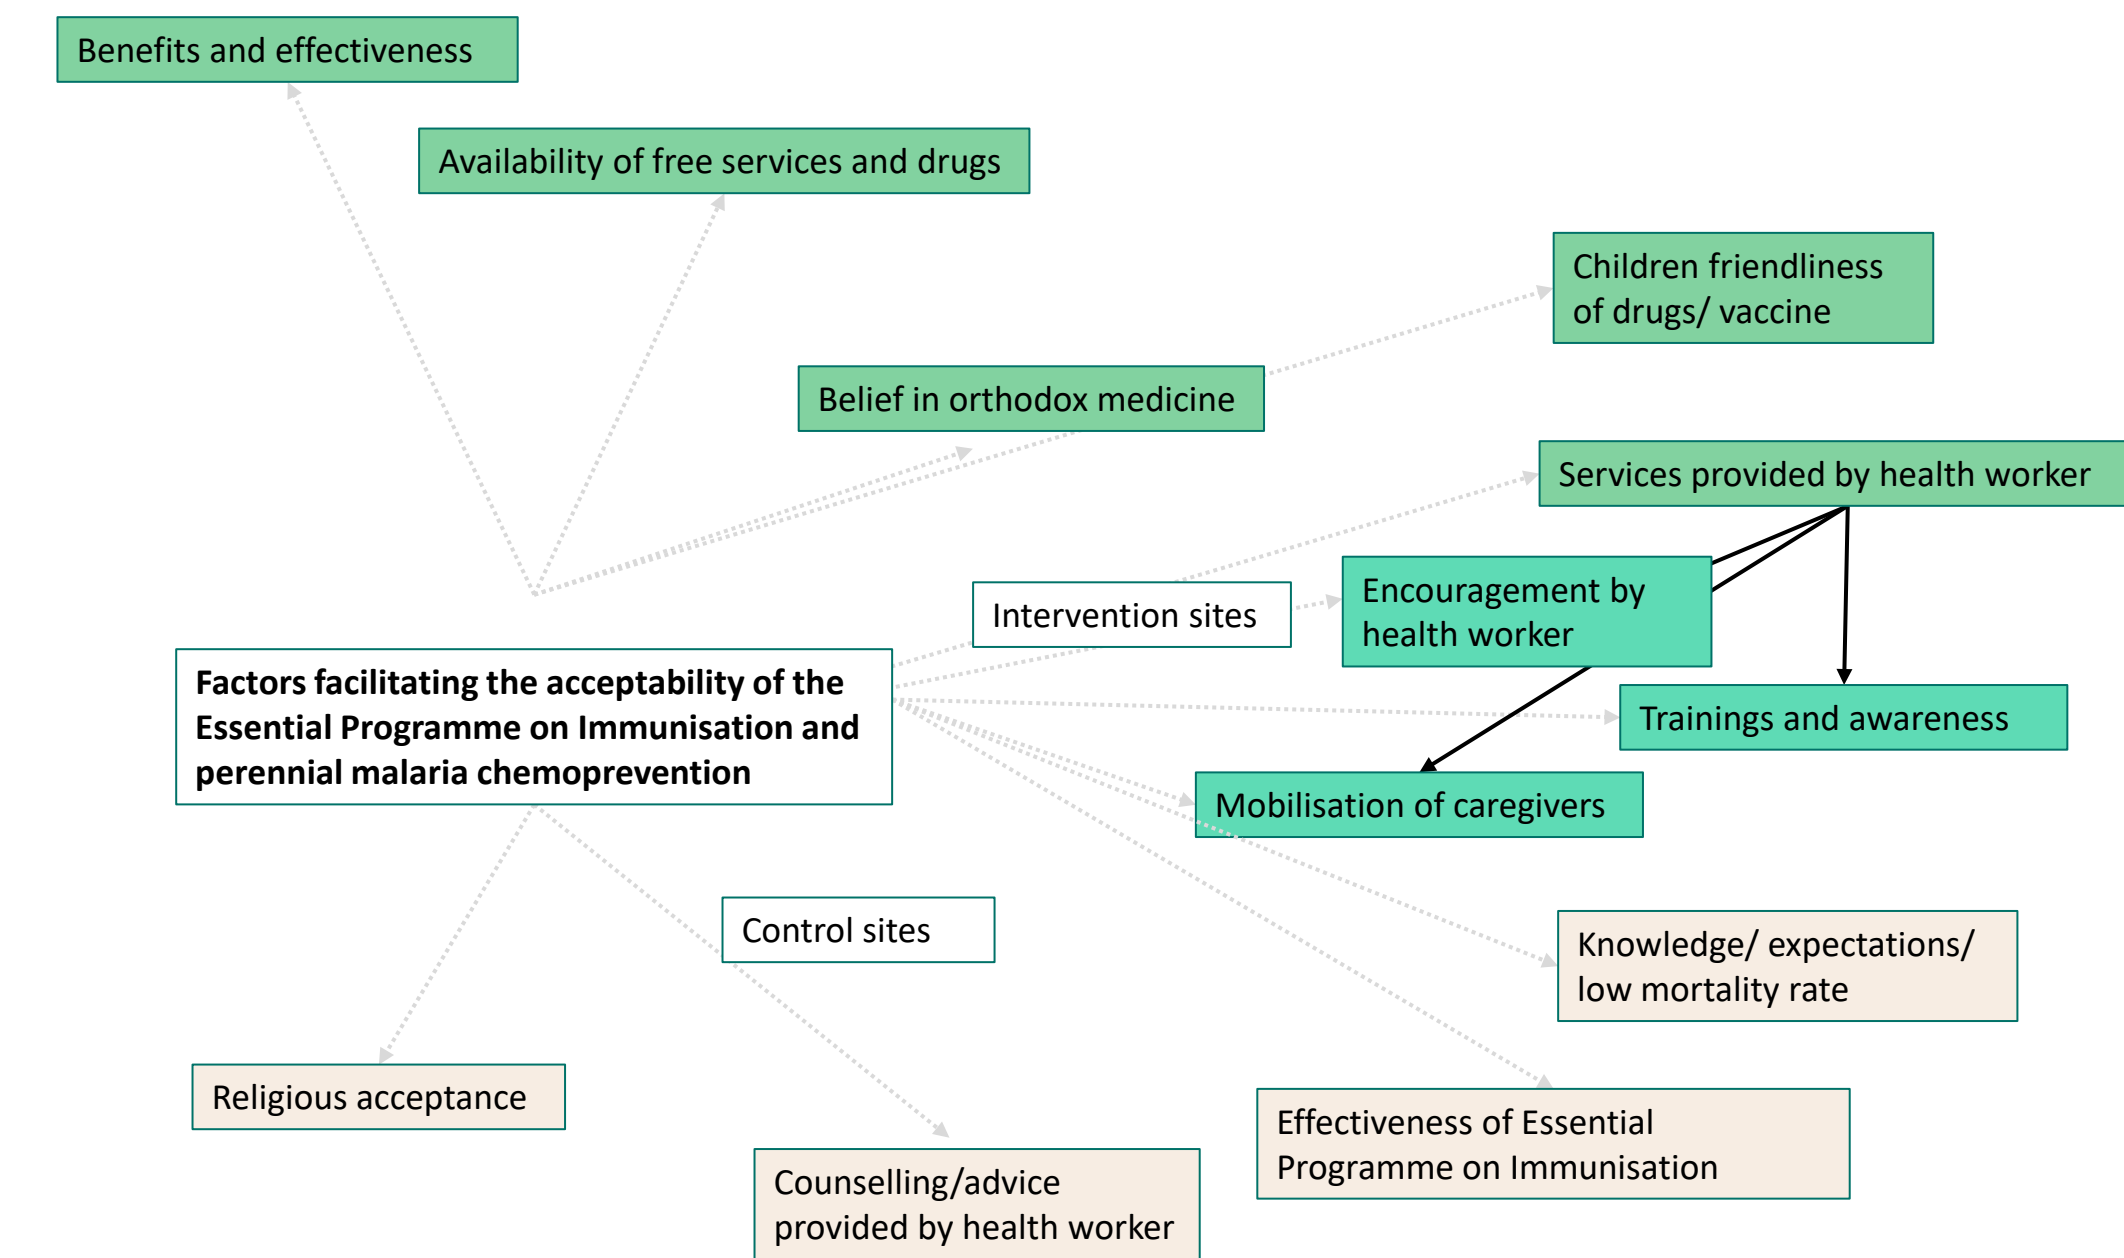 Benefits and effectiveness
Availability of free services and drugs
Children friendliness
of drugs/ vaccine
Belief in orthodox medicine
Services provided by health worker
Intervention sites
Encouragement by
health worker
Factors facilitating the acceptability of the
Essential Programme on Immunisation and
perennial malaria chemoprevention
Trainings and awareness
Mobilisation of caregivers
Control sites
Knowledge/ expectations/
low mortality rate
Religious acceptance
Effectiveness of Essential
Programme on Immunisation
Counselling/advice
provided by health worker